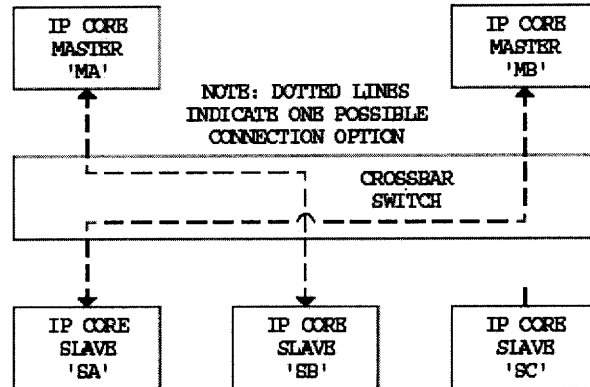 IP CORE
MASTER
'MA'
IP CORE
MASTER
'MB'
NOTE: DOTTED LINES
INDICATE ONE POSSIBLE
CONNECTION OPTION
CROSSBAR
SWITCH
IP CORE
SLAVE
'SA'
IP CORE
SLAVE
'SB'
IP CORE
SLAVE
'SC'